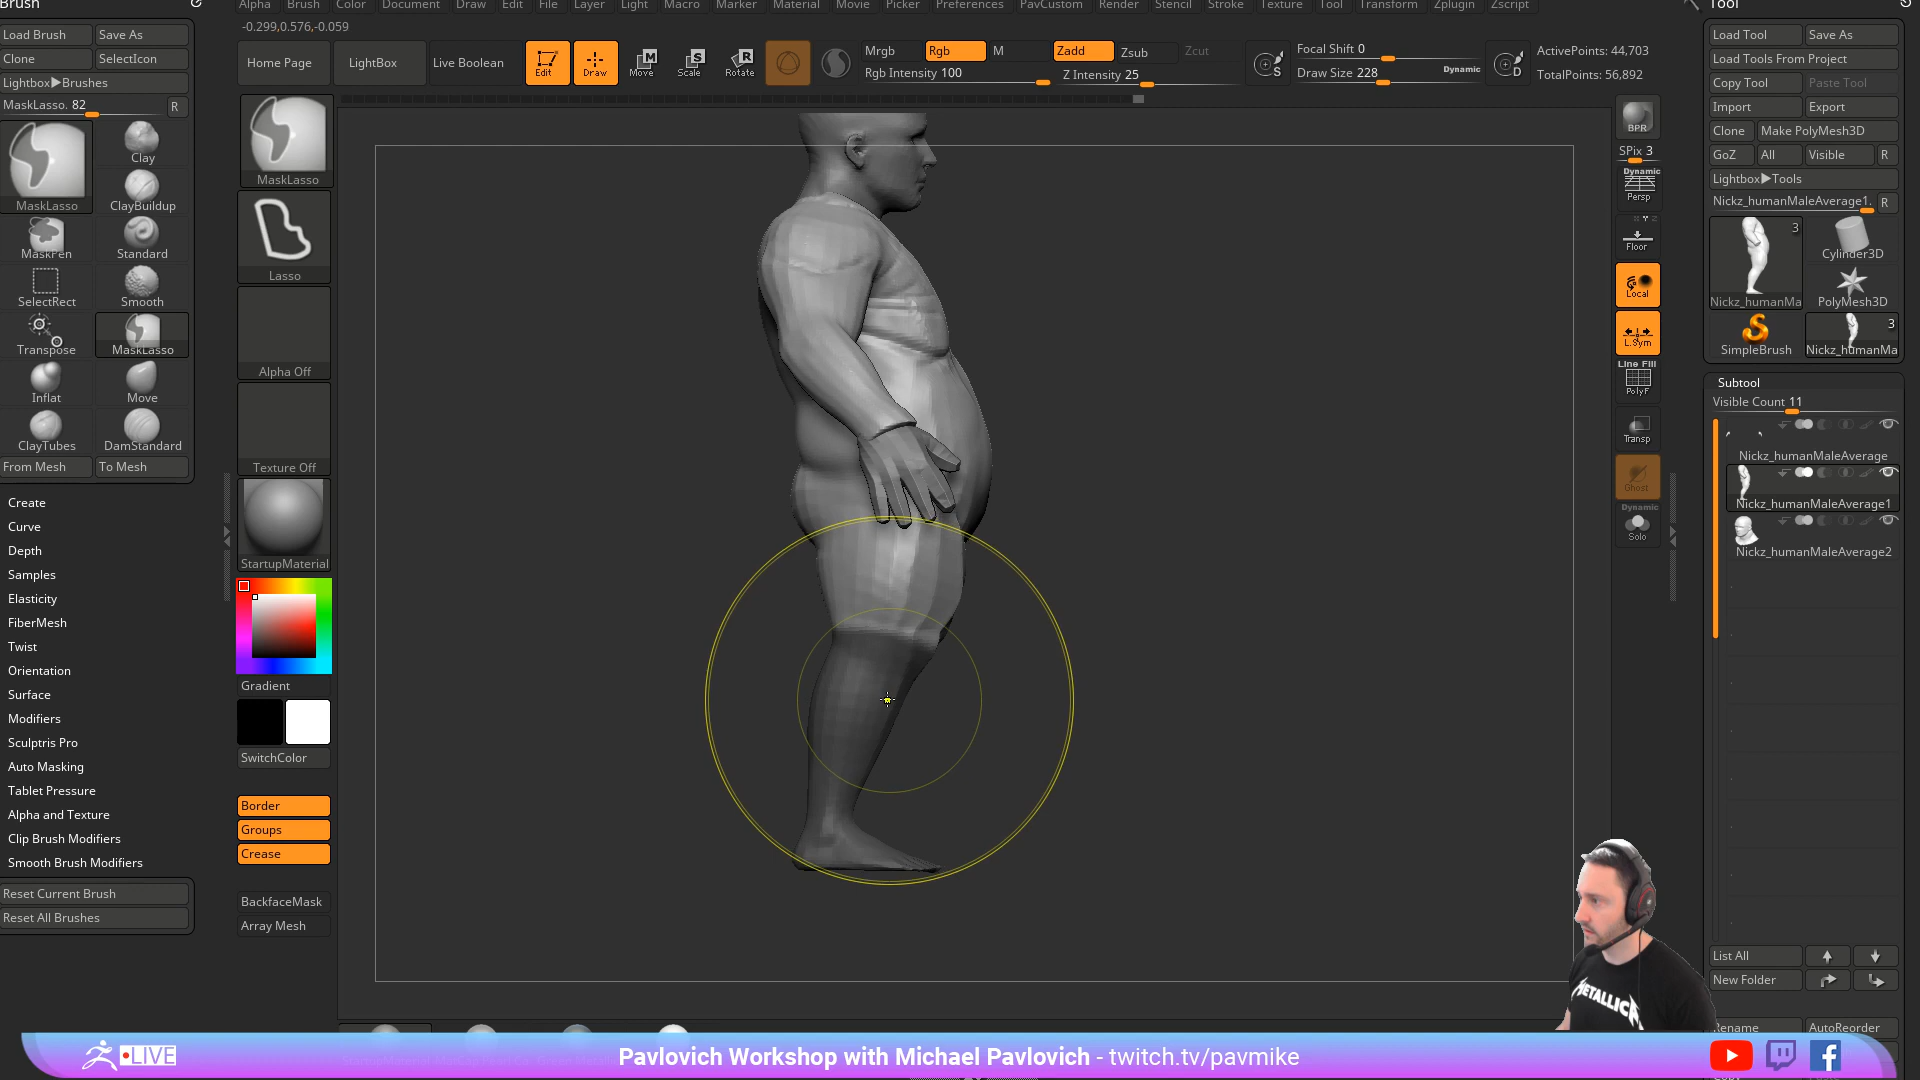 Brush
Alpha Brush Color Document Draw Edit File Layer Light Macro Marker Material Movie Picker Preferences PavCustom Render Stencil Stroke Texture Tool Transform Zplugin Zscript
Tool
-0.299,0.576,-0.059
Load Brush Save As
Clone SelectIcon
Lightbox▶Brushes
MaskLasso. 82 R
MaskLasso
Clay
ClayBuildup
MaskPen Standard
SelectRect Smooth
Transpose MaskLasso
Inflat Move
ClayTubes DamStandard
From Mesh To Mesh
Create
Curve
Depth
Samples
Elasticity
FiberMesh
Twist
Orientation
Surface
Modifiers
Sculptris Pro
Auto Masking
Tablet Pressure
Alpha and Texture
Clip Brush Modifiers
Smooth Brush Modifiers
Reset Current Brush
Reset All Brushes
Home Page LightBox Live Boolean
Edit Draw Move Scale Rotate
Mrgb Rgb M
Rgb Intensity 100
Zadd Zsub Zcut
Z Intensity 25
Focal Shift 0
Draw Size 228 Dynamic
ActivePoints: 44,703
TotalPoints: 56,892
MaskLasso
Lasso
Alpha Off
Texture Off
StartupMaterial
Gradient
SwitchColor
Border
Groups
Crease
BackfaceMask
Array Mesh
BPR
SPix 3
Dynamic
Persp
Floor
Local
L.Sym
Line Fill
PolyF
Transp
Ghost
Dynamic
Solo
Load Tool Save As
Load Tools From Project
Copy Tool Paste Tool
Import Export
Clone Make PolyMesh3D
GoZ All Visible R
Lightbox▶Tools
Nickz_humanMaleAverage1. R
3
Cylinder3D
Nickz_humanMa PolyMesh3D
3
SimpleBrush Nickz_humanMa
Subtool
Visible Count 11
Nickz_humanMaleAverage
Nickz_humanMaleAverage1
Nickz_humanMaleAverage2
List All
New Folder
Rename AutoReorder
METALLICA
LIVE
Pavlovich Workshop with Michael Pavlovich - twitch.tv/pavmike